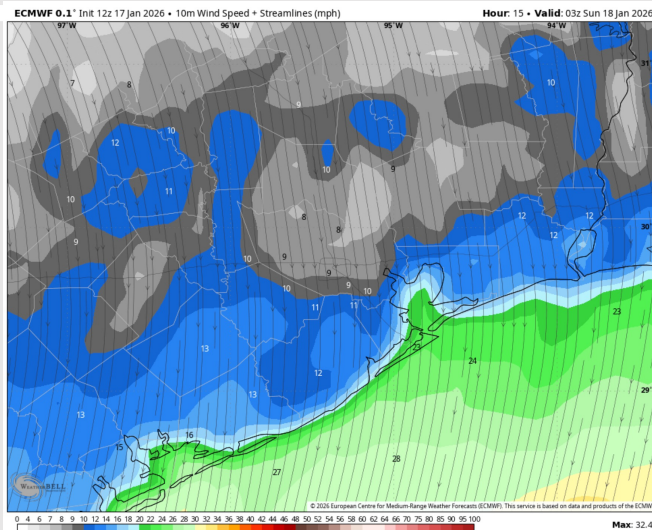 ECMWF 0.1° Init 12z 17 Jan 2026 • 10m Wind Speed + Streamlines (mph) Hour: 15 • Valid: 03z Sun 18 Jan 2026
97°W 96°W 95°W 94°W
31°
7 8 10
9
10
12
10 9
11
10
12 12
8
8 12 30°
9
10 9
9
10 9 10
11 11 23
13 23
24
12
13 29°
13
16
15
28
27
WeatherBELL
© 2026 European Centre for Medium-Range Weather Forecasts (ECMWF). This service is based on data and products of the ECMW
0 4 5 6 7 8 9 10 12 14 16 18 20 22 24 26 28 30 32 34 36 38 40 42 44 46 48 50 52 54 56 58 60 62 64 66 68 70 75 80 85 90 95 100
Max: 32.4